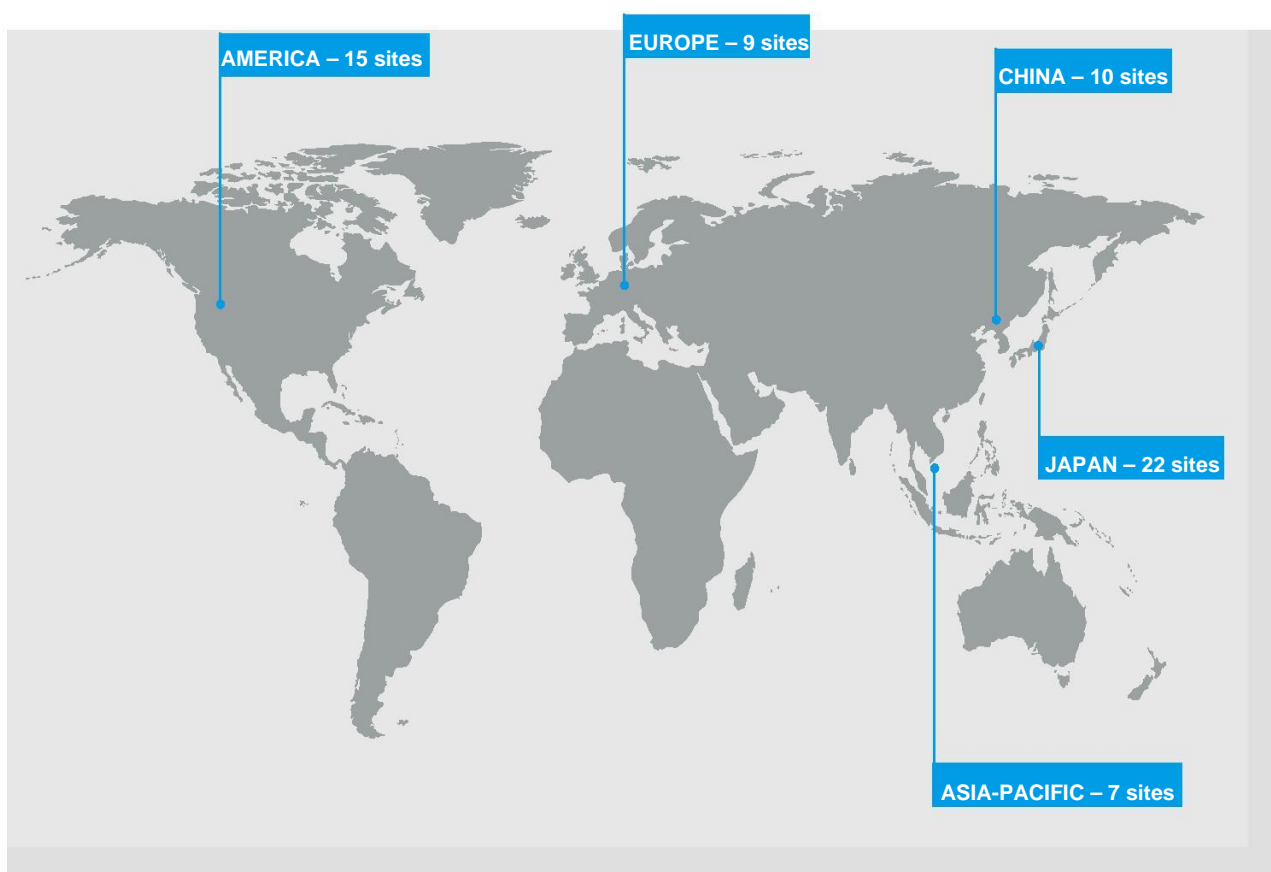 EUROPE – 9 sites
AMERICA – 15 sites
CHINA – 10 sites
JAPAN – 22 sites
ASIA-PACIFIC – 7 sites